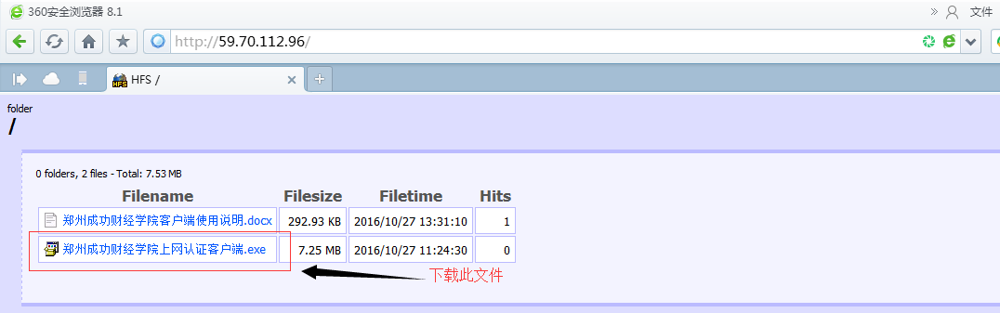 360安全浏览器 8.1
文件
http://59.70.112.96/
HFS /
folder
/
0 folders, 2 files - Total: 7.53 MB
Filename Filesize Filetime Hits
郑州成功财经学院客户端使用说明.docx 292.93 KB 2016/10/27 13:31:10 1
郑州成功财经学院上网认证客户端.exe 7.25 MB 2016/10/27 11:24:30 0
下载此文件